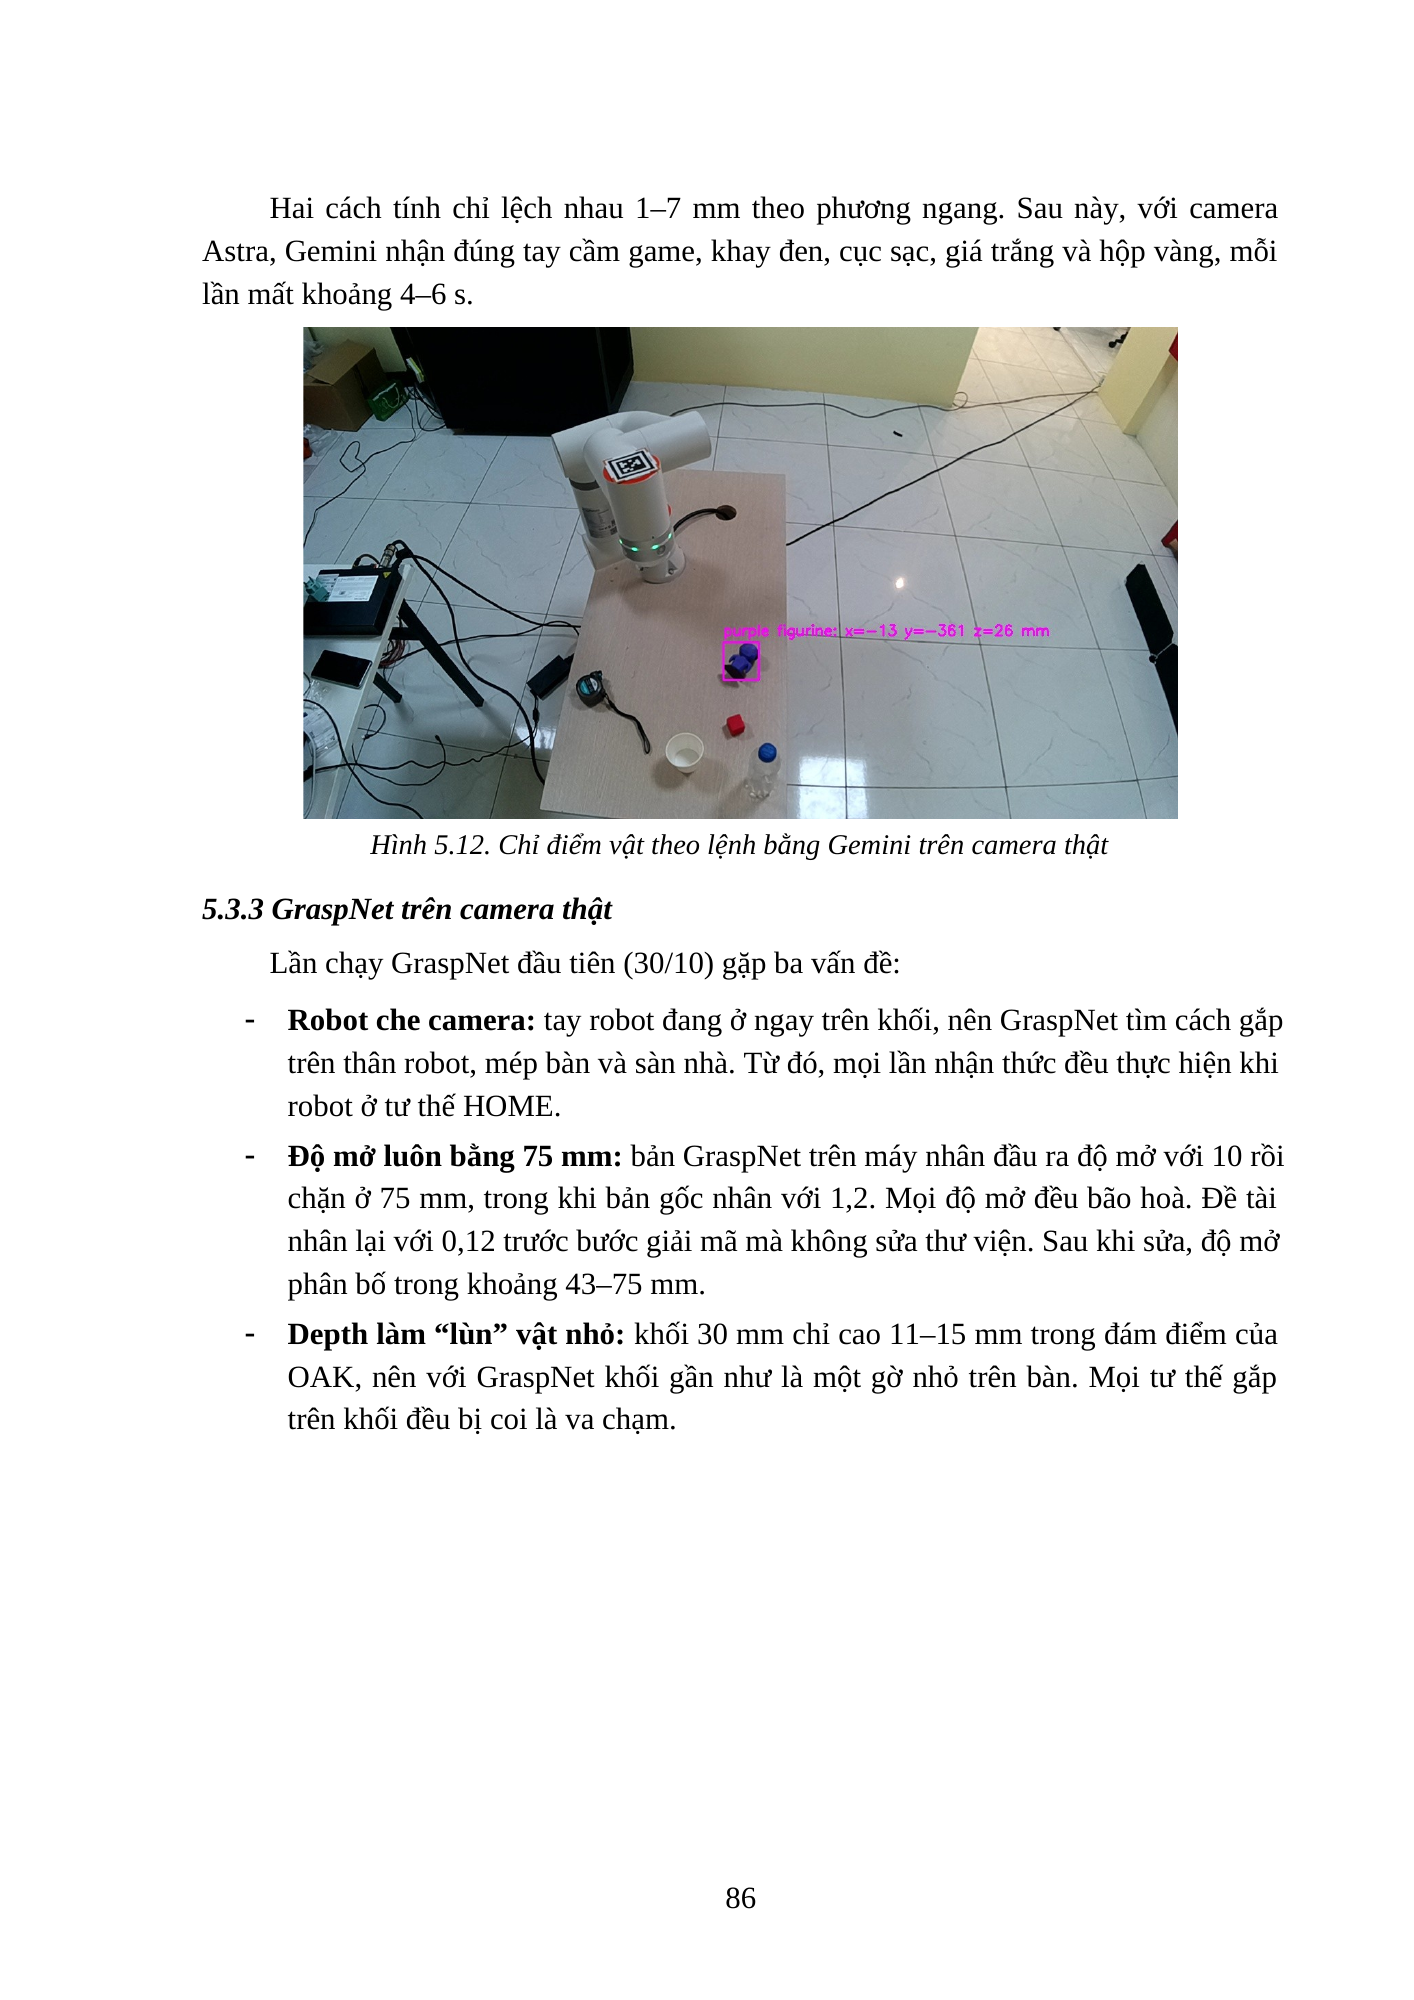 Hai cách tính chỉ lệch nhau 1–7 mm theo phương ngang. Sau này, với camera
Astra, Gemini nhận đúng tay cầm game, khay đen, cục sạc, giá trắng và hộp vàng, mỗi
lần mất khoảng 4–6 s.
purple figurine: x=-13 y=-361 z=26 mm
Hình 5.12. Chỉ điểm vật theo lệnh bằng Gemini trên camera thật
5.3.3 GraspNet trên camera thật
Lần chạy GraspNet đầu tiên (30/10) gặp ba vấn đề:
- Robot che camera: tay robot đang ở ngay trên khối, nên GraspNet tìm cách gắp
trên thân robot, mép bàn và sàn nhà. Từ đó, mọi lần nhận thức đều thực hiện khi
robot ở tư thế HOME.
- Độ mở luôn bằng 75 mm: bản GraspNet trên máy nhân đầu ra độ mở với 10 rồi
chặn ở 75 mm, trong khi bản gốc nhân với 1,2. Mọi độ mở đều bão hoà. Đề tài
nhân lại với 0,12 trước bước giải mã mà không sửa thư viện. Sau khi sửa, độ mở
phân bố trong khoảng 43–75 mm.
- Depth làm “lùn” vật nhỏ: khối 30 mm chỉ cao 11–15 mm trong đám điểm của
OAK, nên với GraspNet khối gần như là một gờ nhỏ trên bàn. Mọi tư thế gắp
trên khối đều bị coi là va chạm.
86